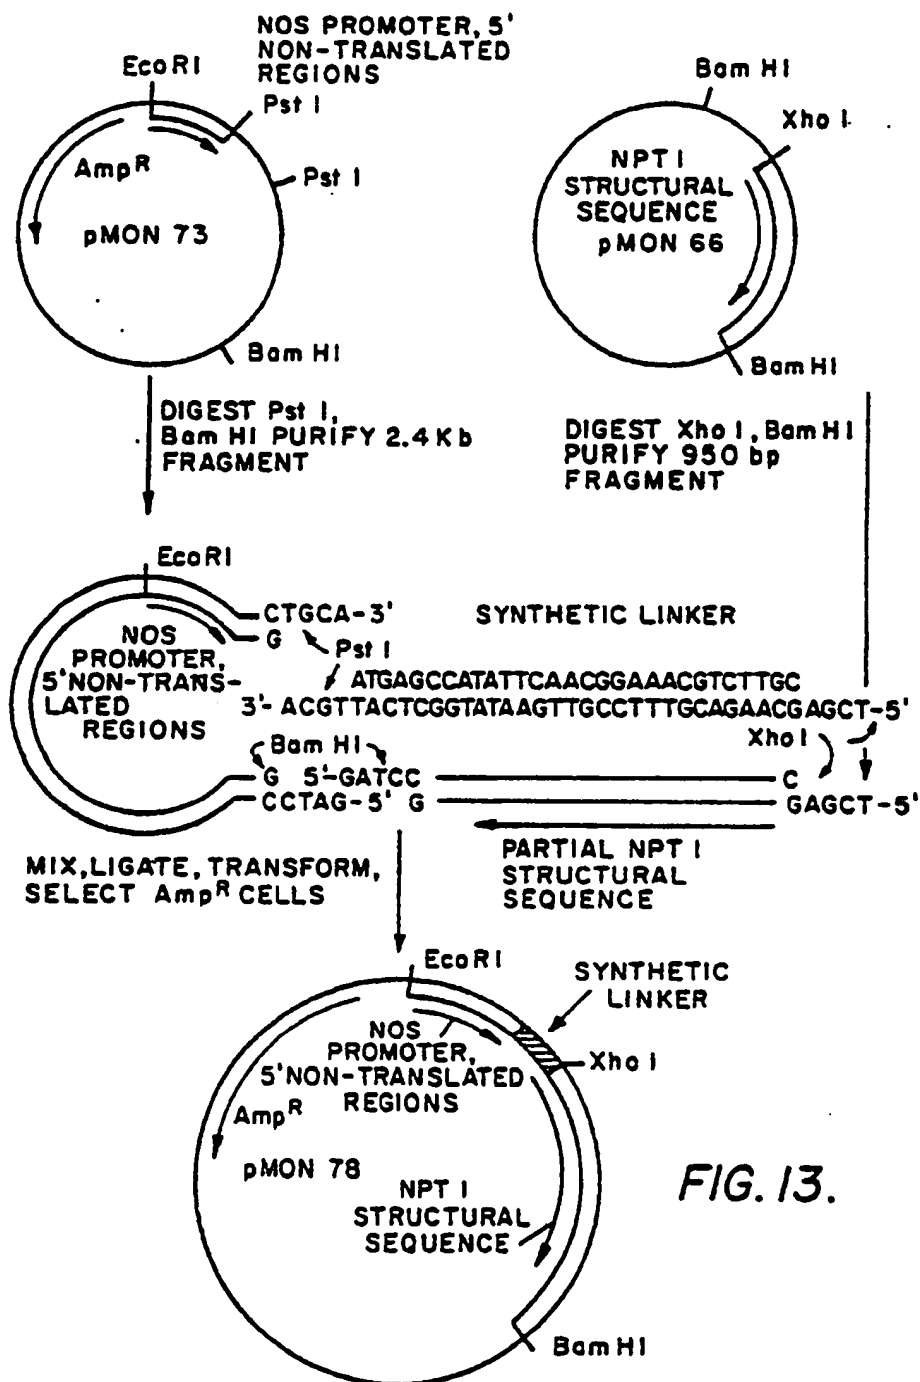 NOS PROMOTER, 5'
NON-TRANSLATED
REGIONS
EcoRI
Pst I
Pst I
Amp R
pMON 73
Bam HI
Bam HI
Xho I
NPT I
STRUCTURAL
SEQUENCE
pMON 66
Bam HI
DIGEST Pst I,
Bam HI PURIFY 2.4 Kb
FRAGMENT
DIGEST Xho I, Bam HI
PURIFY 950 bp
FRAGMENT
EcoRI
CTGCA-3'
G
SYNTHETIC LINKER
Pst I
NOS
PROMOTER,
5'NON-TRANS-
LATED
REGIONS
ATGAGCCATATTCAACGGAAACGTCTTGC
3'- ACGTTACTCGGTATAAGTTGCCTTTGCAGAACGAGCT-5'
Xho I
Bam HI
G 5'-GATCC
C
CCTAG-5' G
GAGCT-5'
PARTIAL NPT I
STRUCTURAL
SEQUENCE
MIX, LIGATE, TRANSFORM,
SELECT Amp R CELLS
EcoRI
SYNTHETIC
LINKER
Xho I
NOS
PROMOTER,
5'NON-TRANSLATED
REGIONS
Amp R
pMON 78
NPT I
STRUCTURAL
SEQUENCE
Bam HI
FIG. 13.